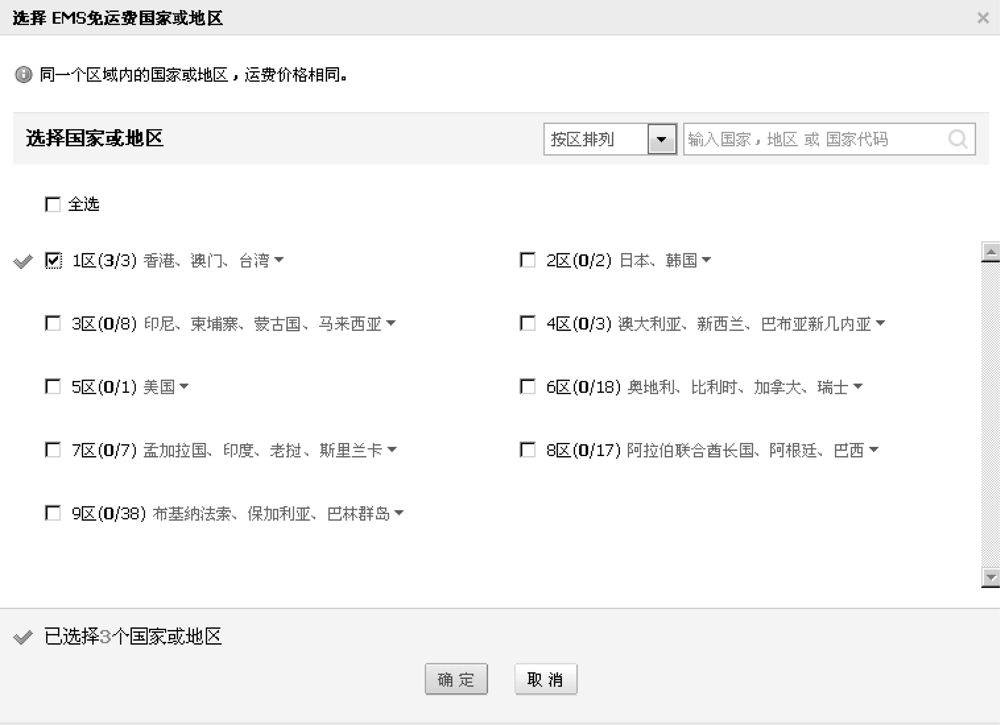 选择 EMS免运费国家或地区
同一个区域内的国家或地区，运费价格相同。
选择国家或地区 按区排列 输入国家，地区 或 国家代码
全选
1区(3/3) 香港、澳门、台湾 2区(0/2) 日本、韩国
3区(0/8) 印尼、柬埔寨、蒙古国、马来西亚 4区(0/3) 澳大利亚、新西兰、巴布亚新几内亚
5区(0/1) 美国 6区(0/18) 奥地利、比利时、加拿大、瑞士
7区(0/7) 孟加拉国、印度、老挝、斯里兰卡 8区(0/17) 阿拉伯联合酋长国、阿根廷、巴西
9区(0/38) 布基纳法索、保加利亚、巴林群岛
已选择3个国家或地区
确定 取消